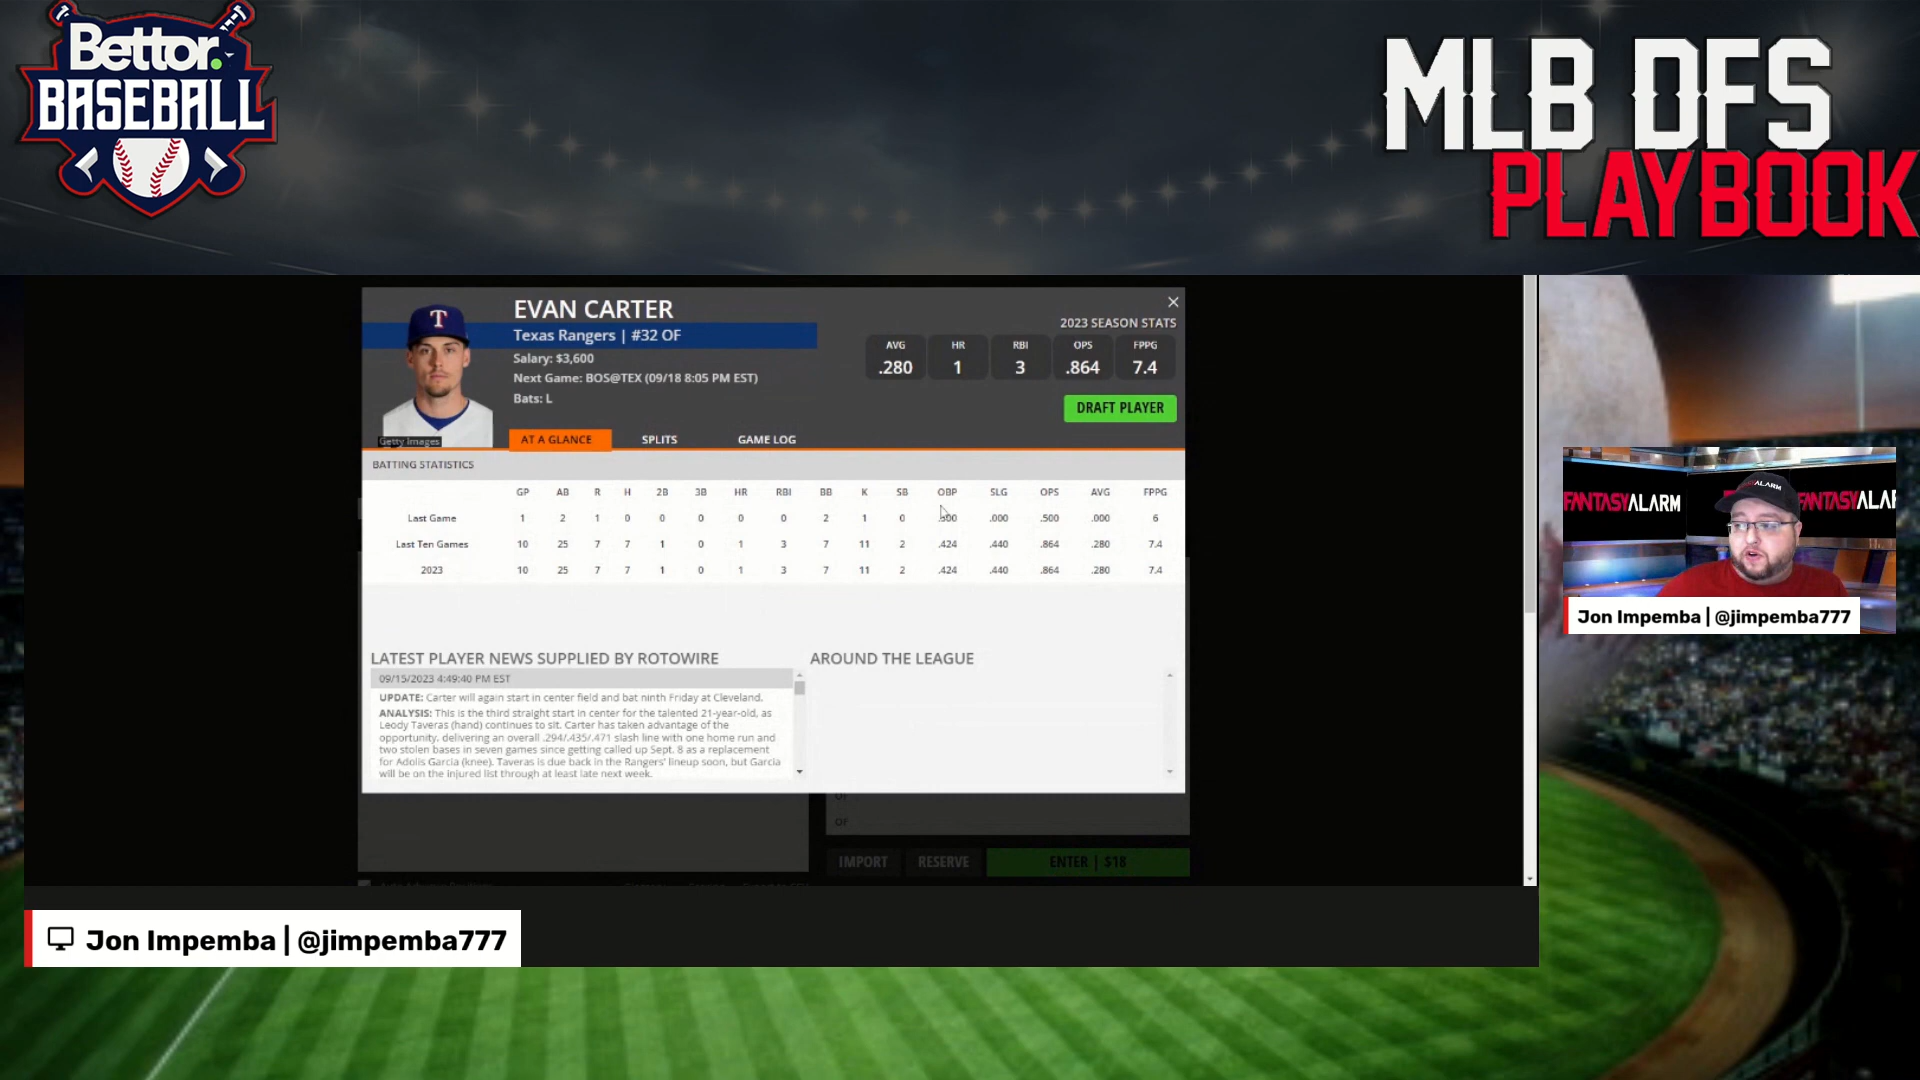 Bettor.
BASEBALL
MLB DFS
PLAYBOOK
EVAN CARTER
Texas Rangers | #32 OF
Salary: $3,600
Next Game: BOS@TEX (09/18 8:05 PM EST)
Bats: L
Getty Images
2023 SEASON STATS
AVG HR RBI OPS FPPG
.280 1 3 .864 7.4
DRAFT PLAYER
AT A GLANCE SPLITS GAME LOG
BATTING STATISTICS
GP AB R H 2B 3B HR RBI BB K SB OBP SLG OPS AVG FPPG
Last Game 1 2 1 0 0 0 0 0 2 1 0 .500 .000 .500 .000 6
Last Ten Games 10 25 7 7 1 0 1 3 7 11 2 .424 .440 .864 .280 7.4
2023 10 25 7 7 1 0 1 3 7 11 2 .424 .440 .864 .280 7.4
LATEST PLAYER NEWS SUPPLIED BY ROTOWIRE
09/15/2023 4:49:40 PM EST
UPDATE: Carter will again start in center field and bat ninth Friday at Cleveland.
ANALYSIS: This is the third straight start in center for the talented 21-year-old, as
Leody Taveras (hand) continues to sit. Carter has taken advantage of the
opportunity, delivering an overall .294/.435/.471 slash line with one home run and
two stolen bases in seven games since getting called up Sept. 8 as a replacement
for Adolis Garcia (knee). Taveras is due back in the Rangers' lineup soon, but Garcia
will be on the injured list through at least late next week.
AROUND THE LEAGUE
OF
OF
IMPORT RESERVE ENTER | $18
FANTASYALARM
ALARM
FANTASYALAR
Jon Impemba | @jimpemba777
Jon Impemba | @jimpemba777